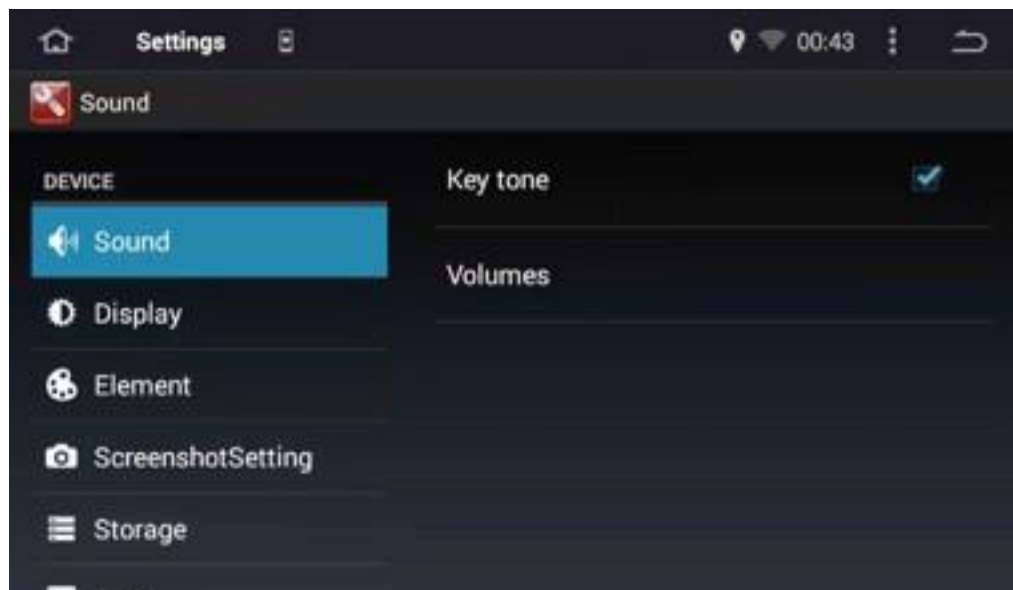 Settings
00:43
Sound
DEVICE
Sound
Display
Element
ScreenshotSetting
Storage
Key tone
Volumes